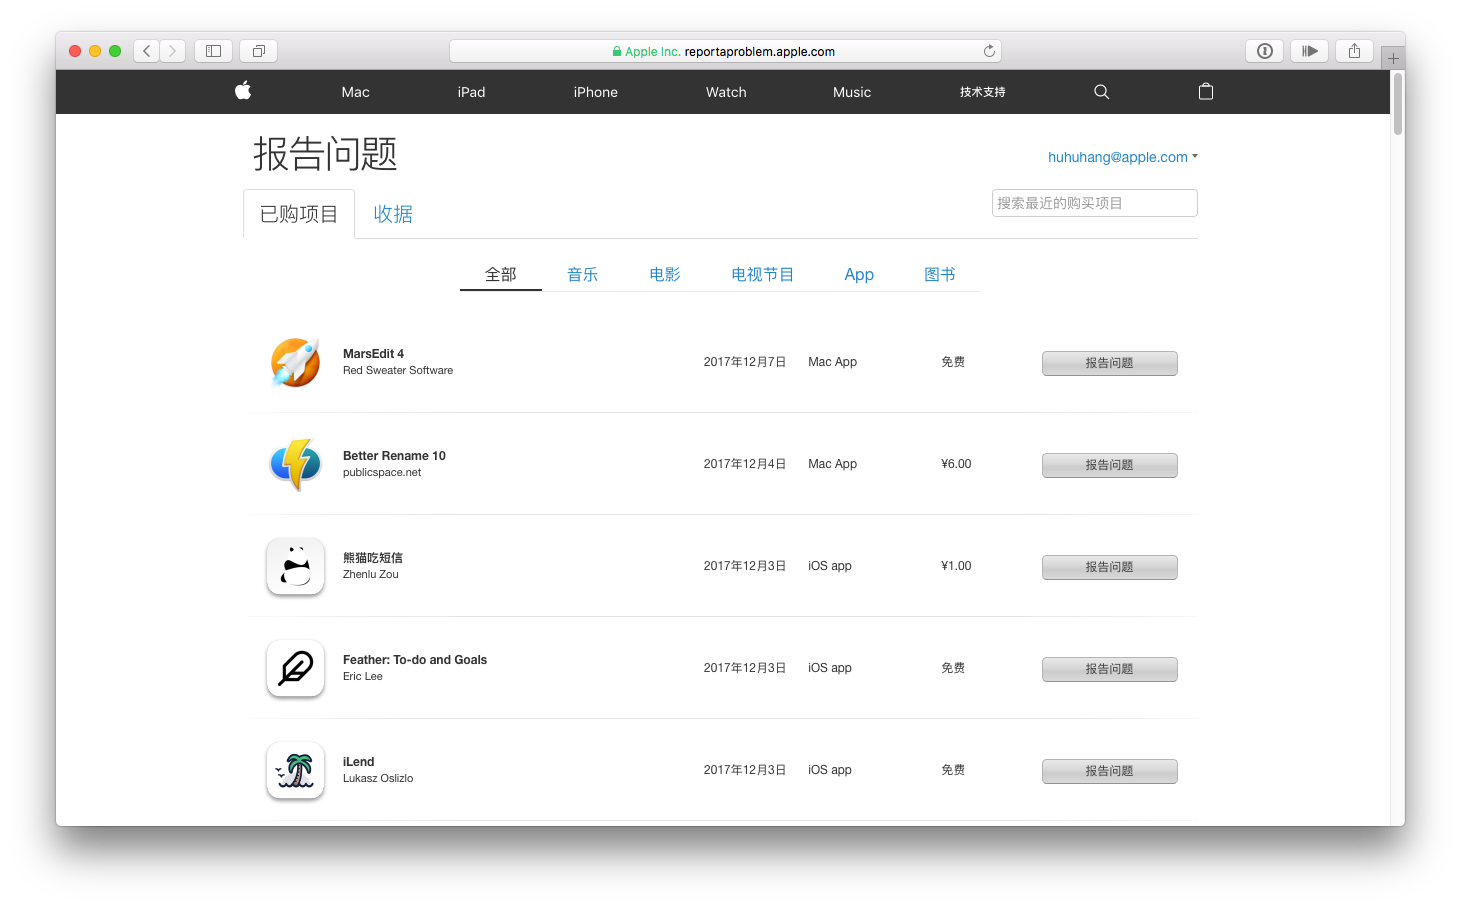 Apple Inc. reportaproblem.apple.com
Mac iPad iPhone Watch Music 技术支持
报告问题
huhuhang@apple.com
已购项目 收据
搜索最近的购买项目
全部 音乐 电影 电视节目 App 图书
MarsEdit 4
Red Sweater Software
2017年12月7日 Mac App 免费 报告问题
Better Rename 10
publicspace.net
2017年12月4日 Mac App ¥6.00 报告问题
熊猫吃短信
Zhenlu Zou
2017年12月3日 iOS app ¥1.00 报告问题
Feather: To-do and Goals
Eric Lee
2017年12月3日 iOS app 免费 报告问题
iLend
Lukasz Oslizlo
2017年12月3日 iOS app 免费 报告问题